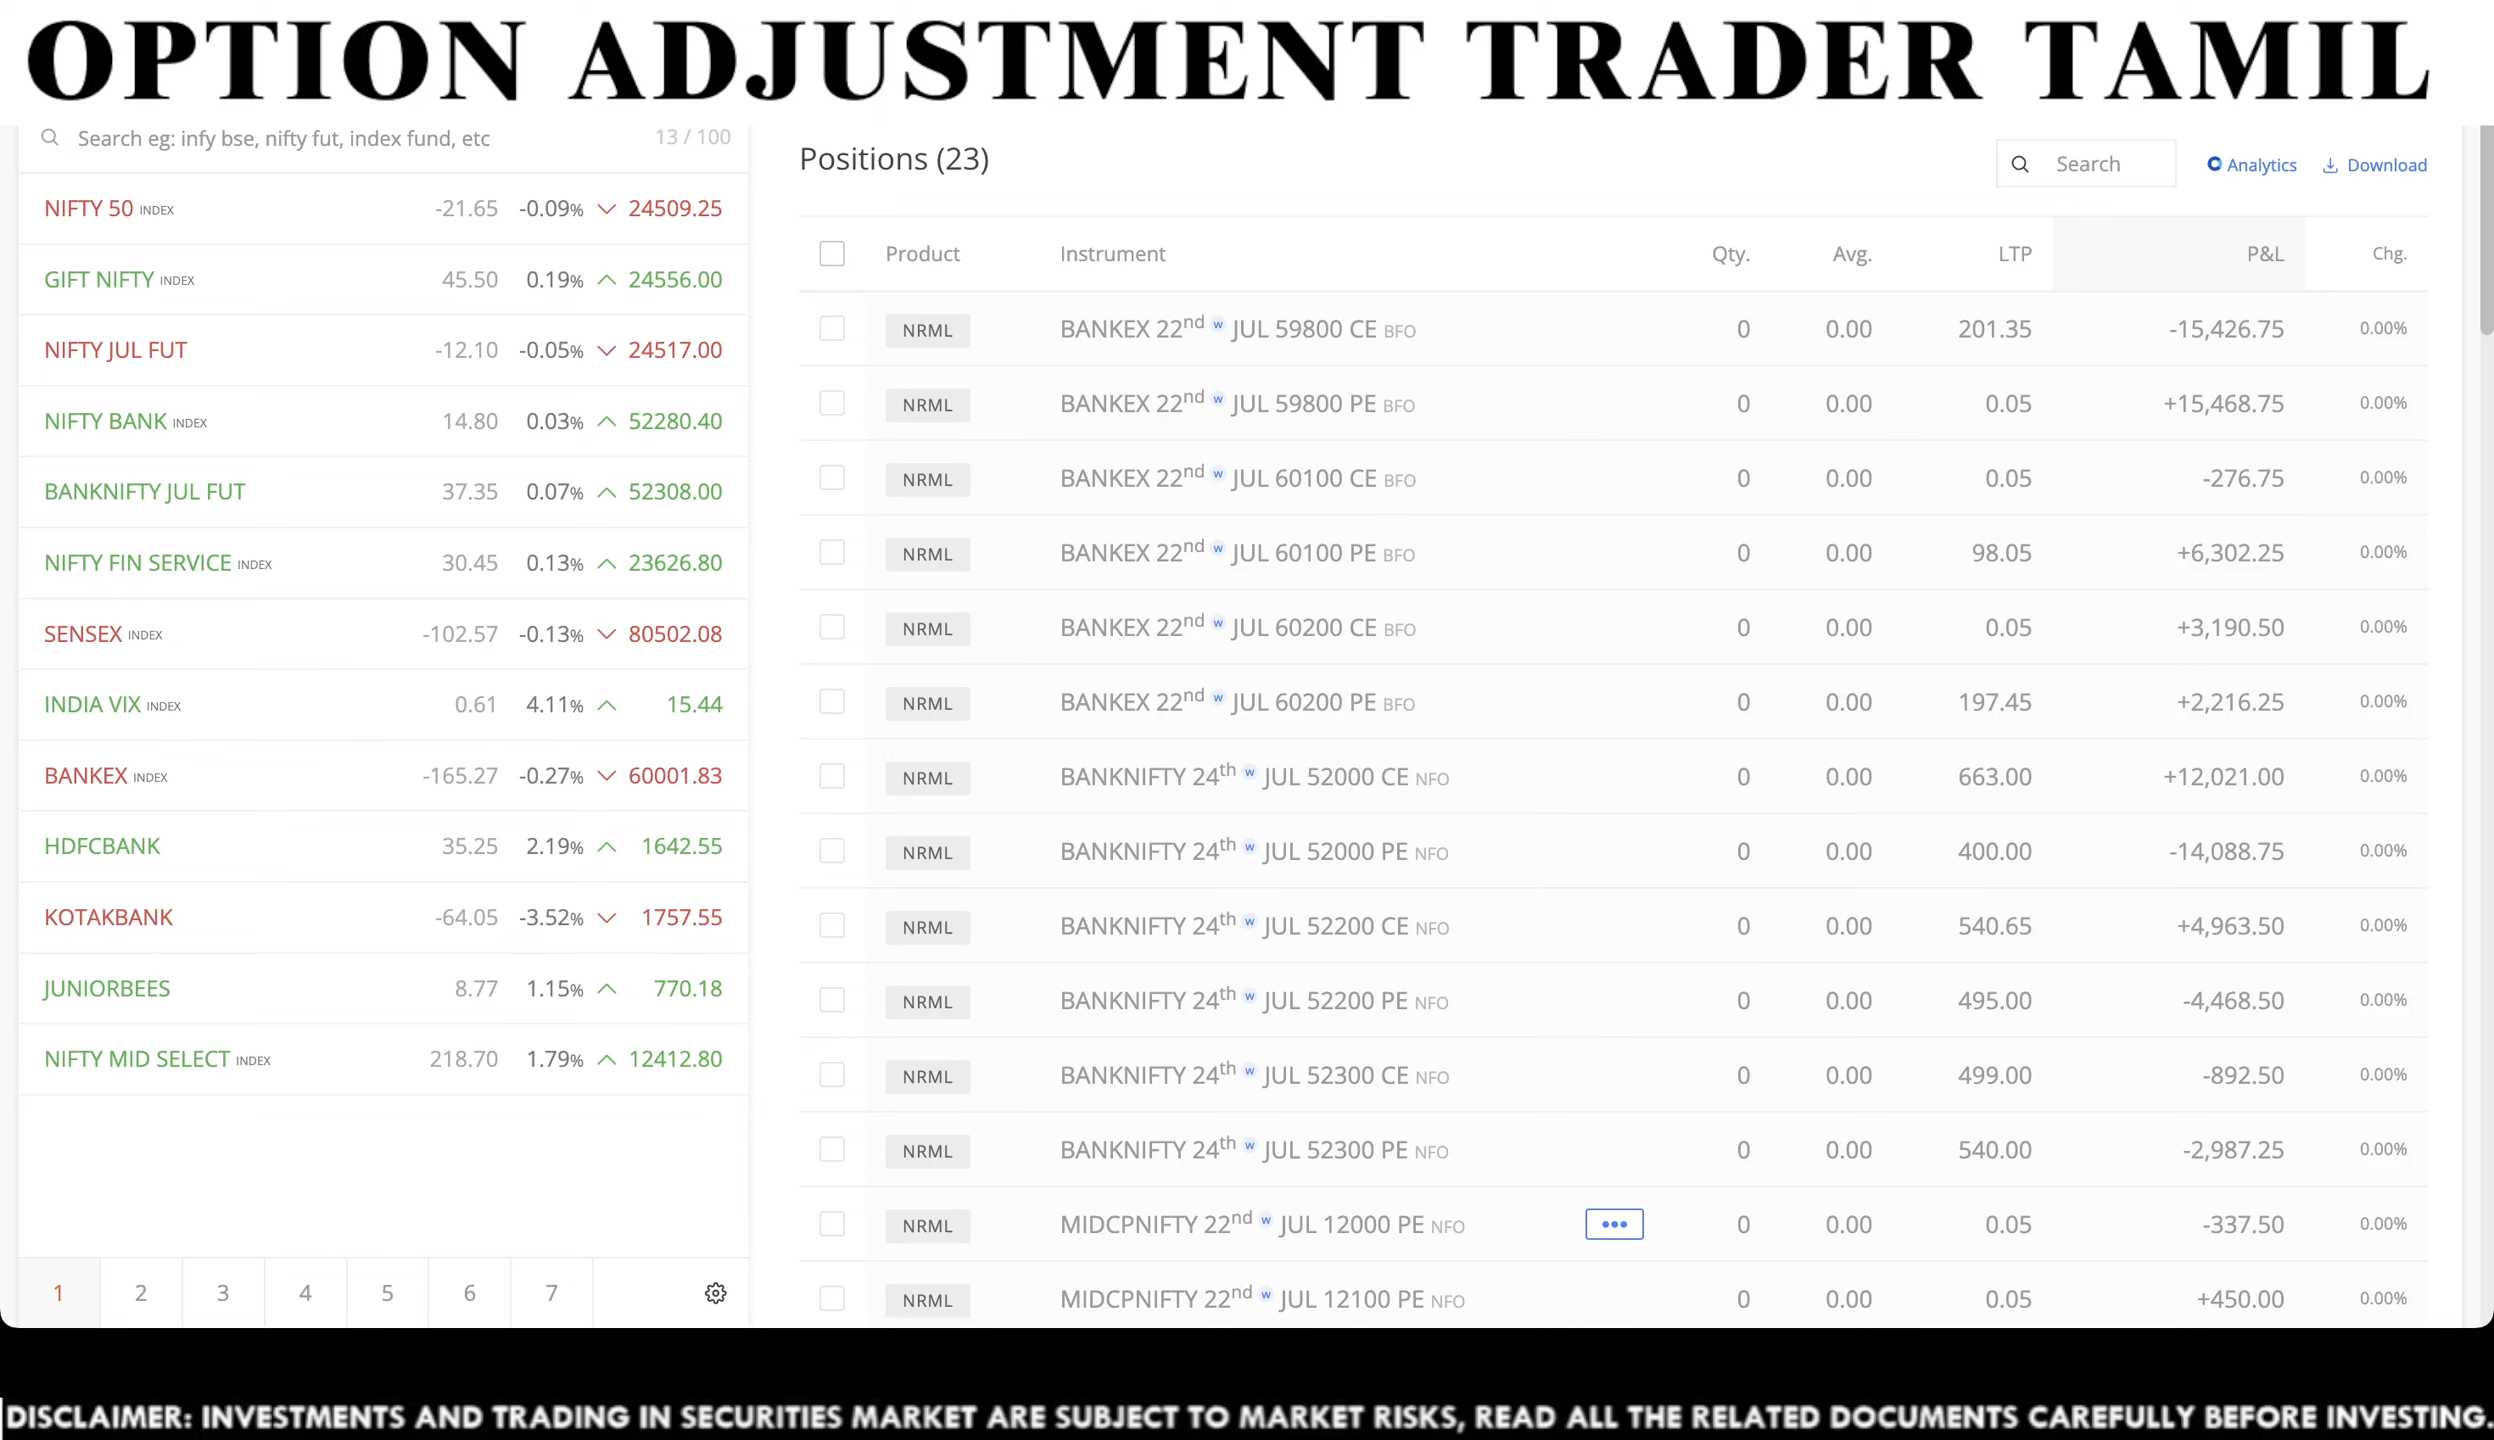 OPTION ADJUSTMENT TRADER TAMIL
Search eg: infy bse, nifty fut, index fund, etc 13 / 100
NIFTY 50 INDEX -21.65 -0.09% 24509.25
GIFT NIFTY INDEX 45.50 0.19% 24556.00
NIFTY JUL FUT -12.10 -0.05% 24517.00
NIFTY BANK INDEX 14.80 0.03% 52280.40
BANKNIFTY JUL FUT 37.35 0.07% 52308.00
NIFTY FIN SERVICE INDEX 30.45 0.13% 23626.80
SENSEX INDEX -102.57 -0.13% 80502.08
INDIA VIX INDEX 0.61 4.11% 15.44
BANKEX INDEX -165.27 -0.27% 60001.83
HDFCBANK 35.25 2.19% 1642.55
KOTAKBANK -64.05 -3.52% 1757.55
JUNIORBEES 8.77 1.15% 770.18
NIFTY MID SELECT INDEX 218.70 1.79% 12412.80
1 2 3 4 5 6 7
Positions (23) Search Analytics Download
Product Instrument Qty. Avg. LTP P&L Chg.
NRML BANKEX 22nd w JUL 59800 CE BFO 0 0.00 201.35 -15,426.75 0.00%
NRML BANKEX 22nd w JUL 59800 PE BFO 0 0.00 0.05 +15,468.75 0.00%
NRML BANKEX 22nd w JUL 60100 CE BFO 0 0.00 0.05 -276.75 0.00%
NRML BANKEX 22nd w JUL 60100 PE BFO 0 0.00 98.05 +6,302.25 0.00%
NRML BANKEX 22nd w JUL 60200 CE BFO 0 0.00 0.05 +3,190.50 0.00%
NRML BANKEX 22nd w JUL 60200 PE BFO 0 0.00 197.45 +2,216.25 0.00%
NRML BANKNIFTY 24th w JUL 52000 CE NFO 0 0.00 663.00 +12,021.00 0.00%
NRML BANKNIFTY 24th w JUL 52000 PE NFO 0 0.00 400.00 -14,088.75 0.00%
NRML BANKNIFTY 24th w JUL 52200 CE NFO 0 0.00 540.65 +4,963.50 0.00%
NRML BANKNIFTY 24th w JUL 52200 PE NFO 0 0.00 495.00 -4,468.50 0.00%
NRML BANKNIFTY 24th w JUL 52300 CE NFO 0 0.00 499.00 -892.50 0.00%
NRML BANKNIFTY 24th w JUL 52300 PE NFO 0 0.00 540.00 -2,987.25 0.00%
NRML MIDCPNIFTY 22nd w JUL 12000 PE NFO 0 0.00 0.05 -337.50 0.00%
NRML MIDCPNIFTY 22nd w JUL 12100 PE NFO 0 0.00 0.05 +450.00 0.00%
DISCLAIMER: INVESTMENTS AND TRADING IN SECURITIES MARKET ARE SUBJECT TO MARKET RISKS, READ ALL THE RELATED DOCUMENTS CAREFULLY BEFORE INVESTING.